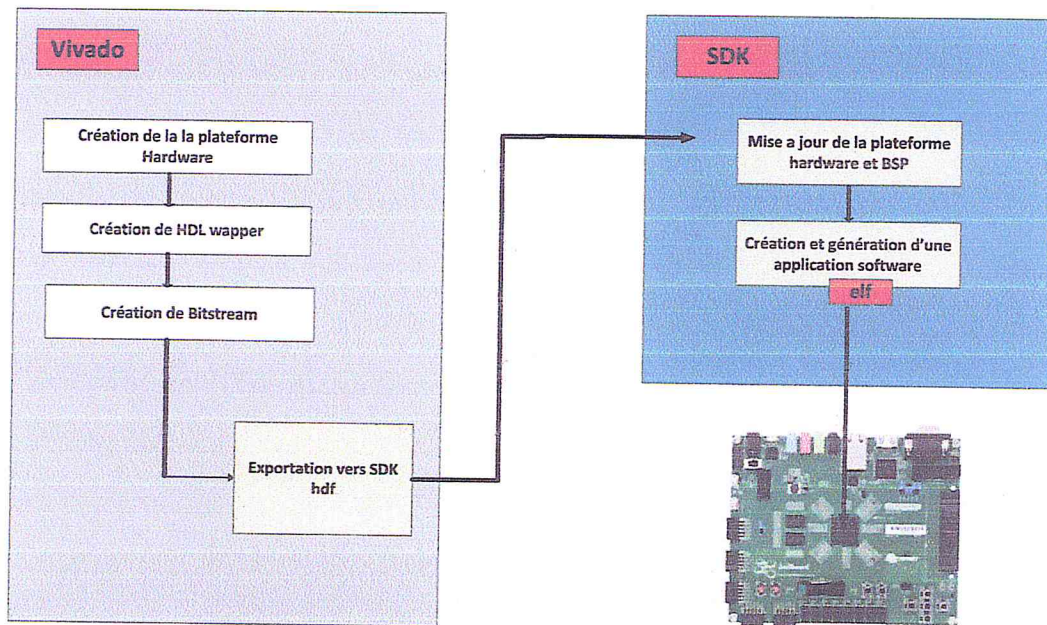 Vivado
Création de la la plateforme
Hardware
Création de HDL wapper
Création de Bitstream
Exportation vers SDK
hdf
SDK
Mise a jour de la plateforme
hardware et BSP
Création et génération d'une
application software
elf